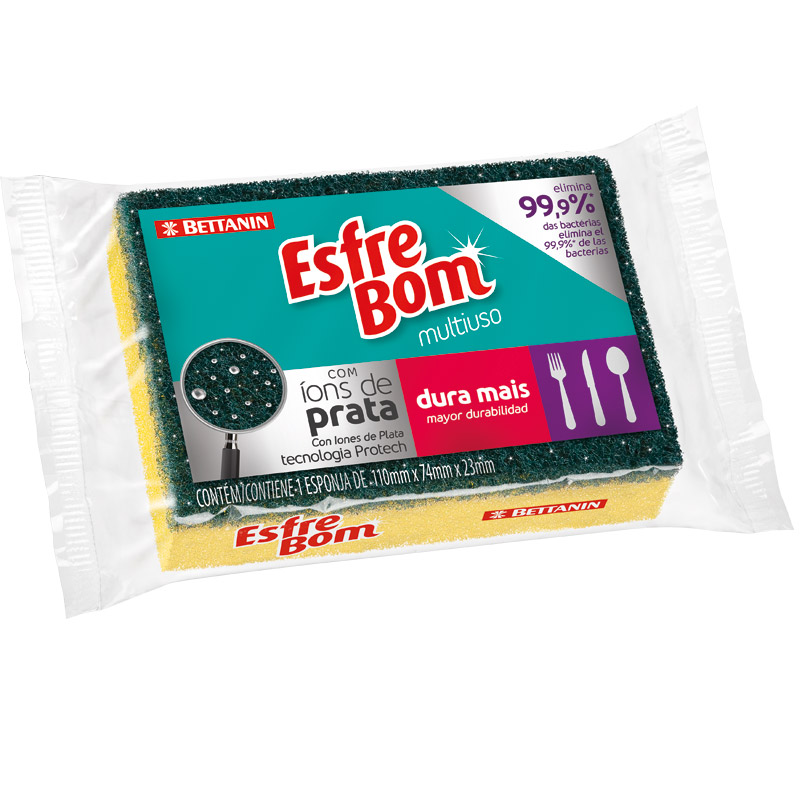 BETTANIN
Esfre
Bom
multiuso
elimina
99,9%*
das bactérias
elimina el
99,9%* de las
bacterias
COM
íons de
prata
Con Iones de Plata
tecnologia Protech
dura mais
mayor durabilidad
CONTÉM/CONTIENE-1 ESPONJA DE 110mm x 74mm x 23mm
Esfre
Bom
BETTANIN